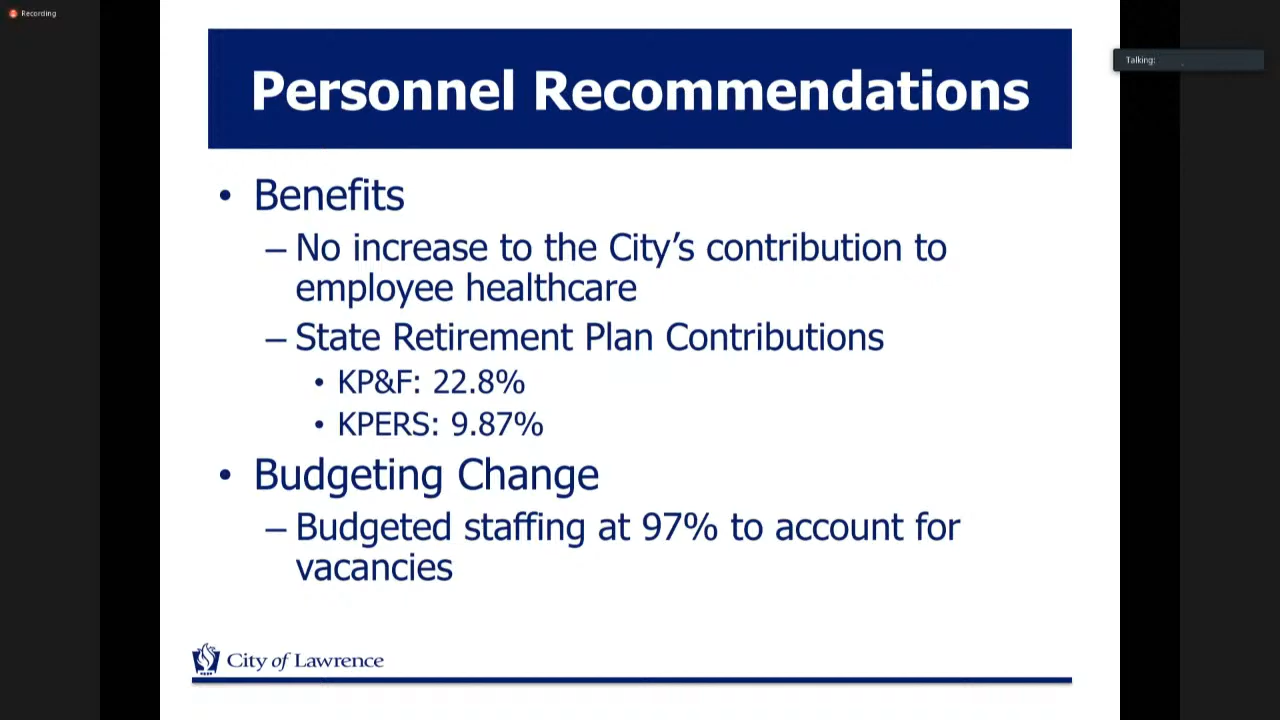 Recording
Talking:
Personnel Recommendations
• Benefits
– No increase to the City’s contribution to
employee healthcare
– State Retirement Plan Contributions
• KP&F: 22.8%
• KPERS: 9.87%
• Budgeting Change
– Budgeted staffing at 97% to account for
vacancies
City of Lawrence